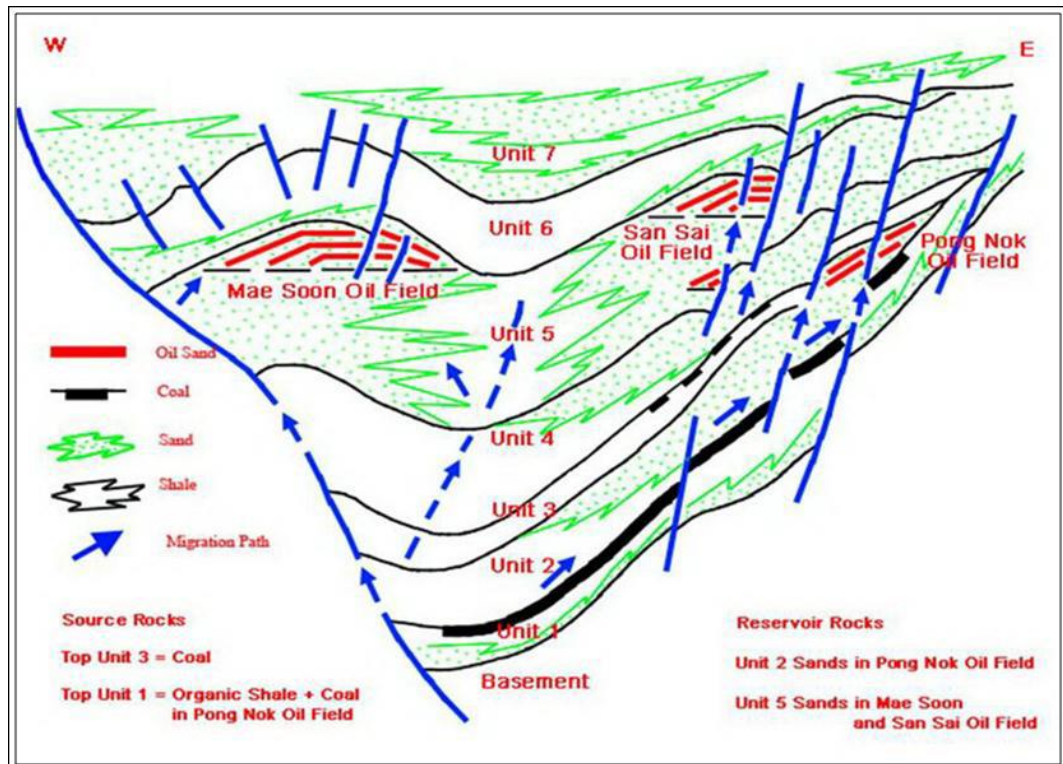 W
E
Unit 7
Unit 6
San Sai
Oil Field
Pong Nok
Oil Field
Mae Soon Oil Field
Unit 5
Oil Sand
Coal
Unit 4
Sand
Shale
Unit 3
Migration Path
Unit 2
Unit 1
Basement
Source Rocks
Top Unit 3 = Coal
Top Unit 1 = Organic Shale + Coal
in Pong Nok Oil Field
Reservoir Rocks
Unit 2 Sands in Pong Nok Oil Field
Unit 5 Sands in Mae Soon
and San Sai Oil Field